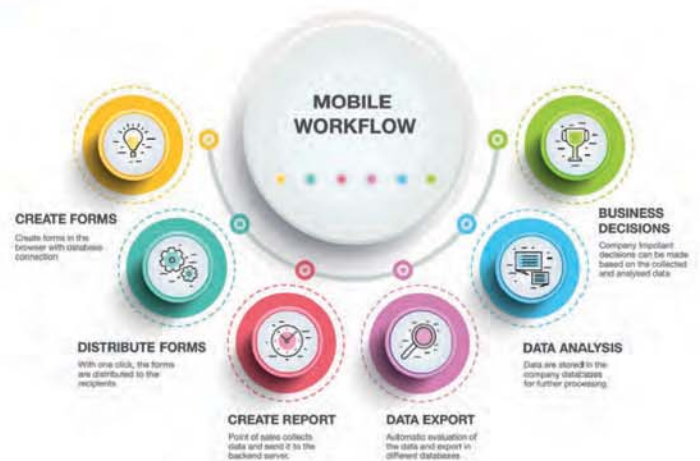 MOBILE
WORKFLOW
CREATE FORMS
Create forms in the
browser with database
connection
DISTRIBUTE FORMS
With one click, the forms
are distributed to the
recipients.
CREATE REPORT
Point of sales collects
data and send it to the
backend server.
DATA EXPORT
Automatic evaluation of
the data and export in
different databases
DATA ANALYSIS
Data are stored in the
company databases
for further processing.
BUSINESS
DECISIONS
Company Impotant
decisions can be made
based on the collected
and analysed data